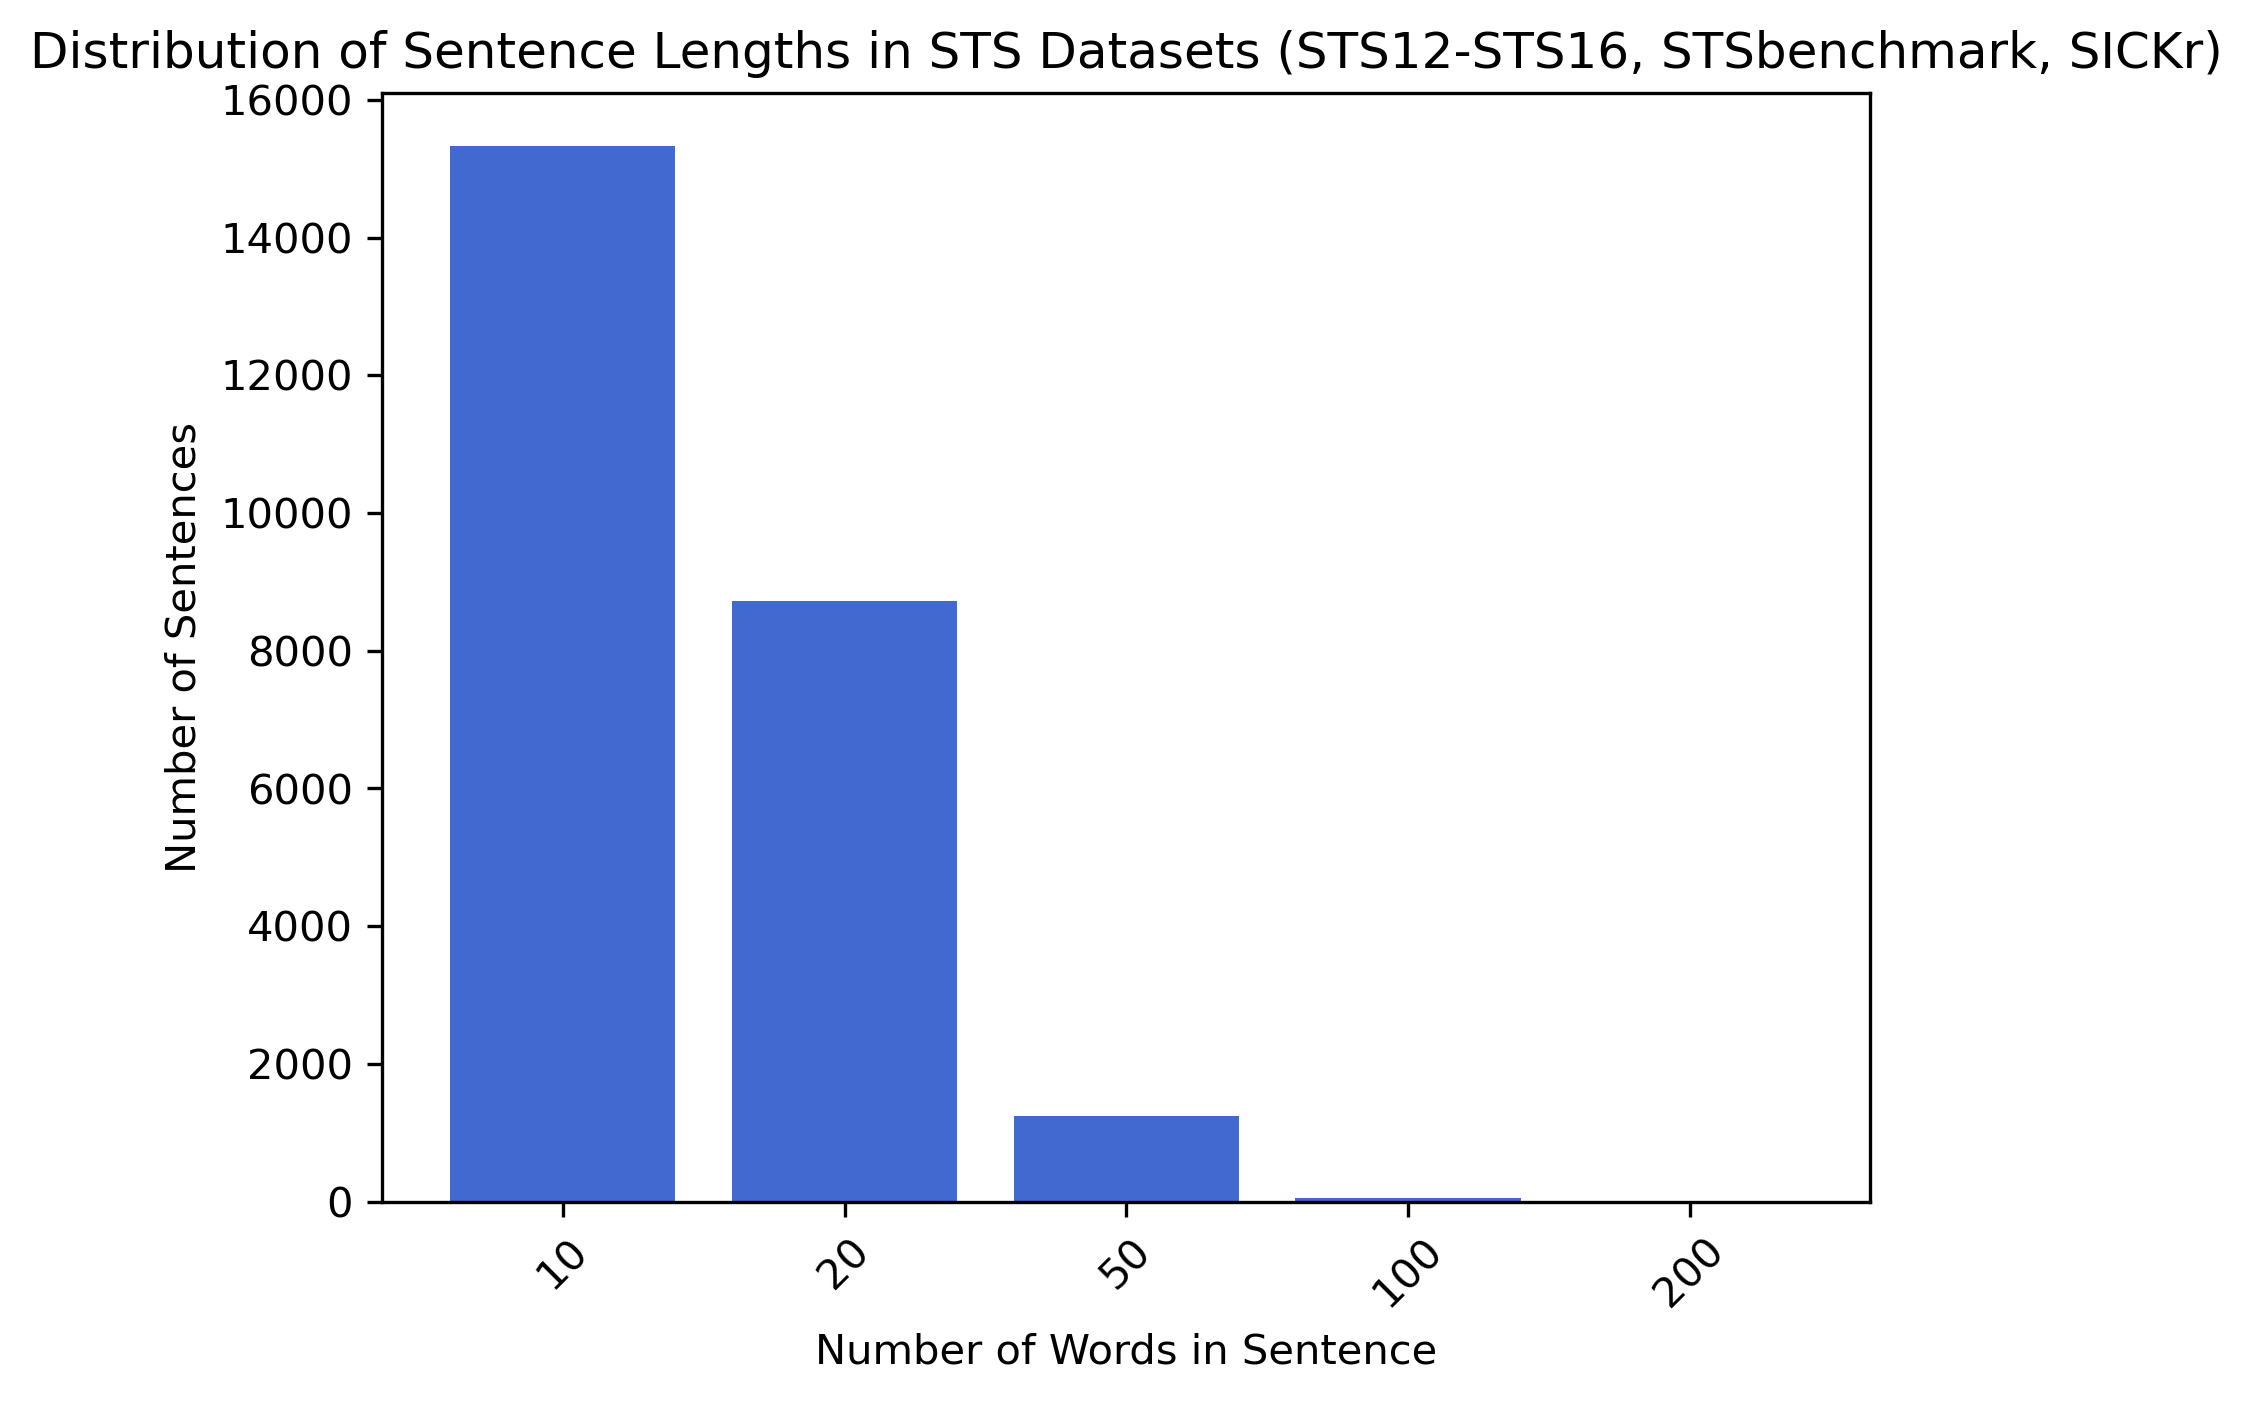 Distribution of Sentence Lengths in STS Datasets (STS12-STS16, STSbenchmark, SICKr)
16000
14000
12000
10000
8000
6000
4000
2000
0
Number of Sentences
10 20 50 100 200
Number of Words in Sentence